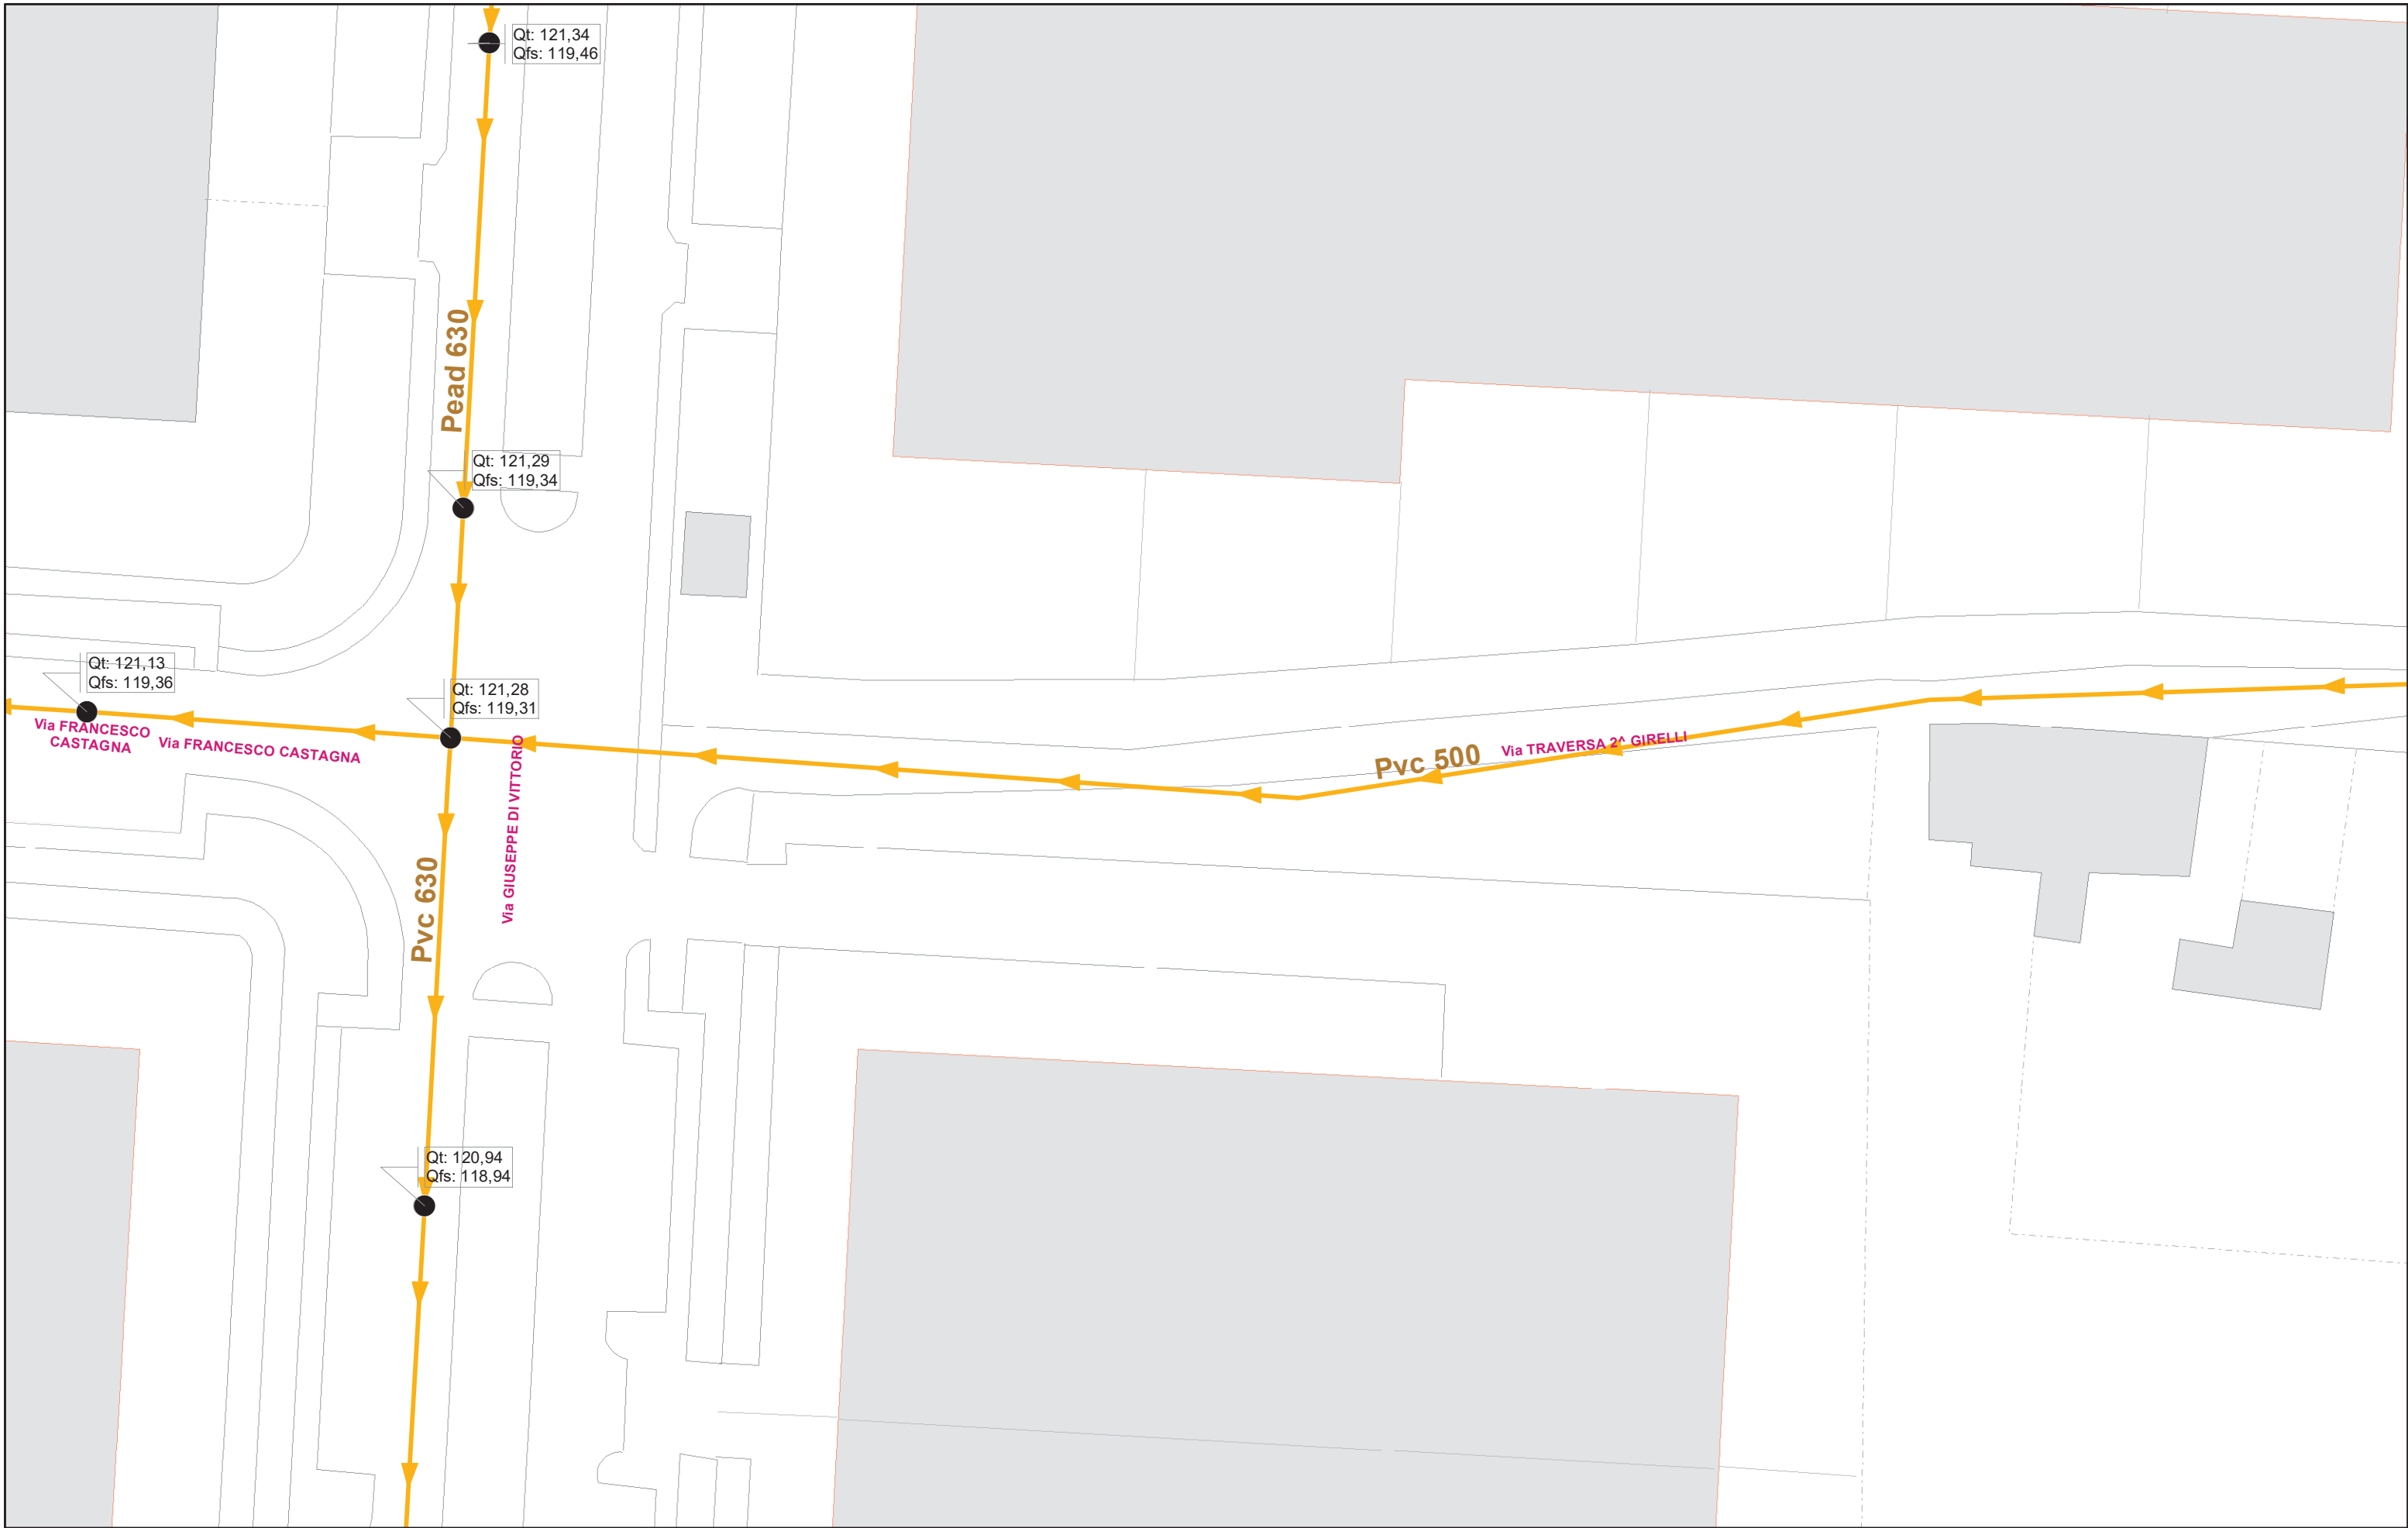 Qt: 121,34
Qfs: 119,46
Pead 630
Qt: 121,29
Qfs: 119,34
Qt: 121,13
Qfs: 119,36
Qt: 121,28
Qfs: 119,31
Via FRANCESCO
CASTAGNA
Via FRANCESCO CASTAGNA
Via GIUSEPPE DI VITTORIO
Pvc 500
Via TRAVERSA 2^ GIRELLI
Pvc 630
Qt: 120,94
Qfs: 118,94